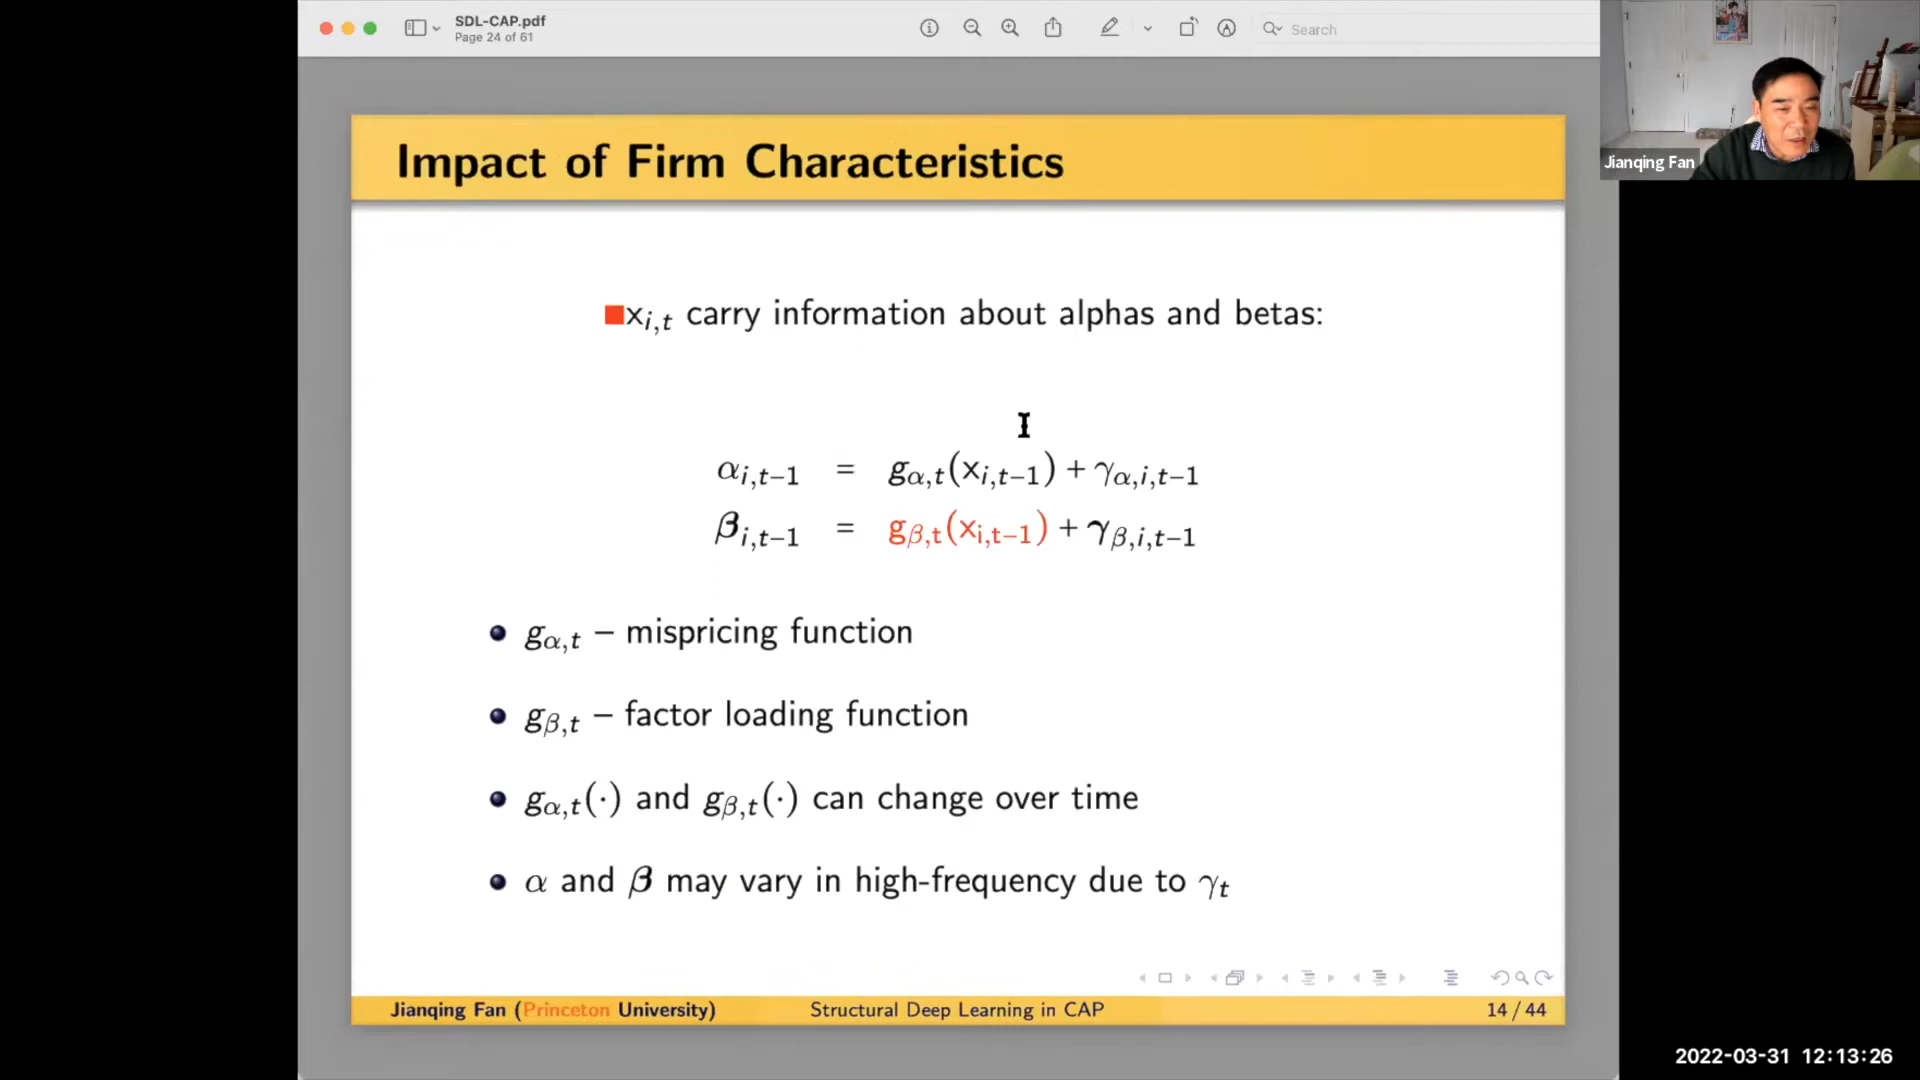 SDL-CAP.pdf
Page 24 of 61
Search
Jianqing Fan
Impact of Firm Characteristics
x_{i,t} carry information about alphas and betas:
α_{i,t−1} = g_{α,t}(x_{i,t−1}) + γ_{α,i,t−1}
β_{i,t−1} = g_{β,t}(x_{i,t−1}) + γ_{β,i,t−1}
g_{α,t} – mispricing function
g_{β,t} – factor loading function
g_{α,t}(·) and g_{β,t}(·) can change over time
α and β may vary in high-frequency due to γ_t
Jianqing Fan (Princeton University) Structural Deep Learning in CAP 14 / 44
2022-03-31 12:13:26